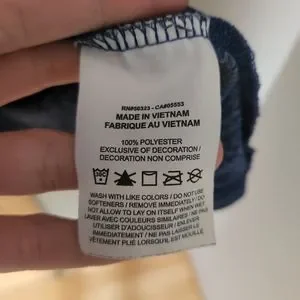 RN#56323 - CA#05553
MADE IN VIETNAM
FABRIQUE AU VIETNAM
100% POLYESTER
EXCLUSIVE OF DECORATION /
DECORATION NON COMPRISE
WASH WITH LIKE COLORS / DO NOT USE
SOFTENERS / REMOVE IMMEDIATELY / DO
NOT ALLOW TO LAY ON ITSELF WHEN WET
LAVER AVEC COULEURS SIMILAIRES / NE PAS
UTILISER D'ADOUCISSEUR / ENLEVER
IMMÉDIATEMENT / NE PAS LAISSER LE
VÊTEMENT PLIÉ LORSQU'IL EST MOUILLÉ